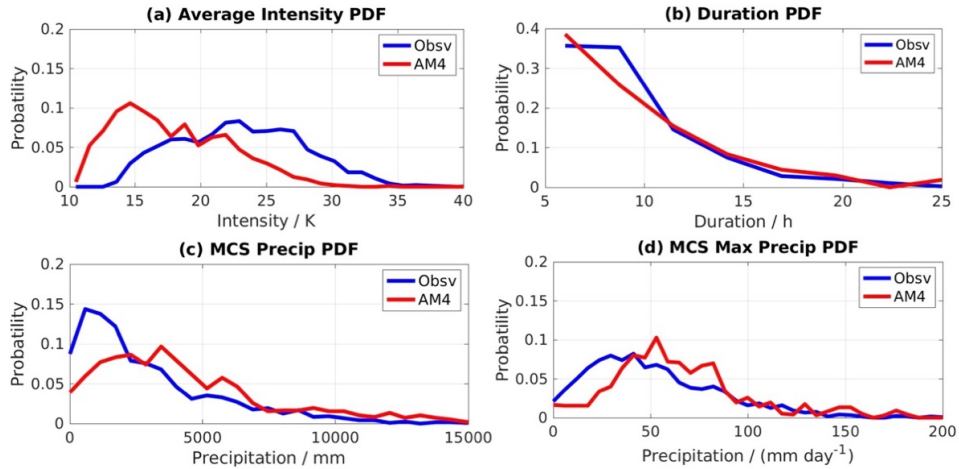 (a) Average Intensity PDF
0.2
0.15
0.1
0.05
0
Probatility
Obsv
AM4
10 15 20 25 30 35 40
Intensity / K
(b) Duration PDF
0.4
0.3
0.2
0.1
0
Probability
Obsv
AM4
5 10 15 20 25
Duration / h
(c) MCS Precip PDF
0.2
0.15
0.1
0.05
0
Probatility
Obsv
AM4
0 5000 10000 15000
Precipitation / mm
(d) MCS Max Precip PDF
0.2
0.15
0.1
0.05
0
Probatility
Obsv
AM4
0 50 100 150 200
Precipitation / (mm day⁻¹)